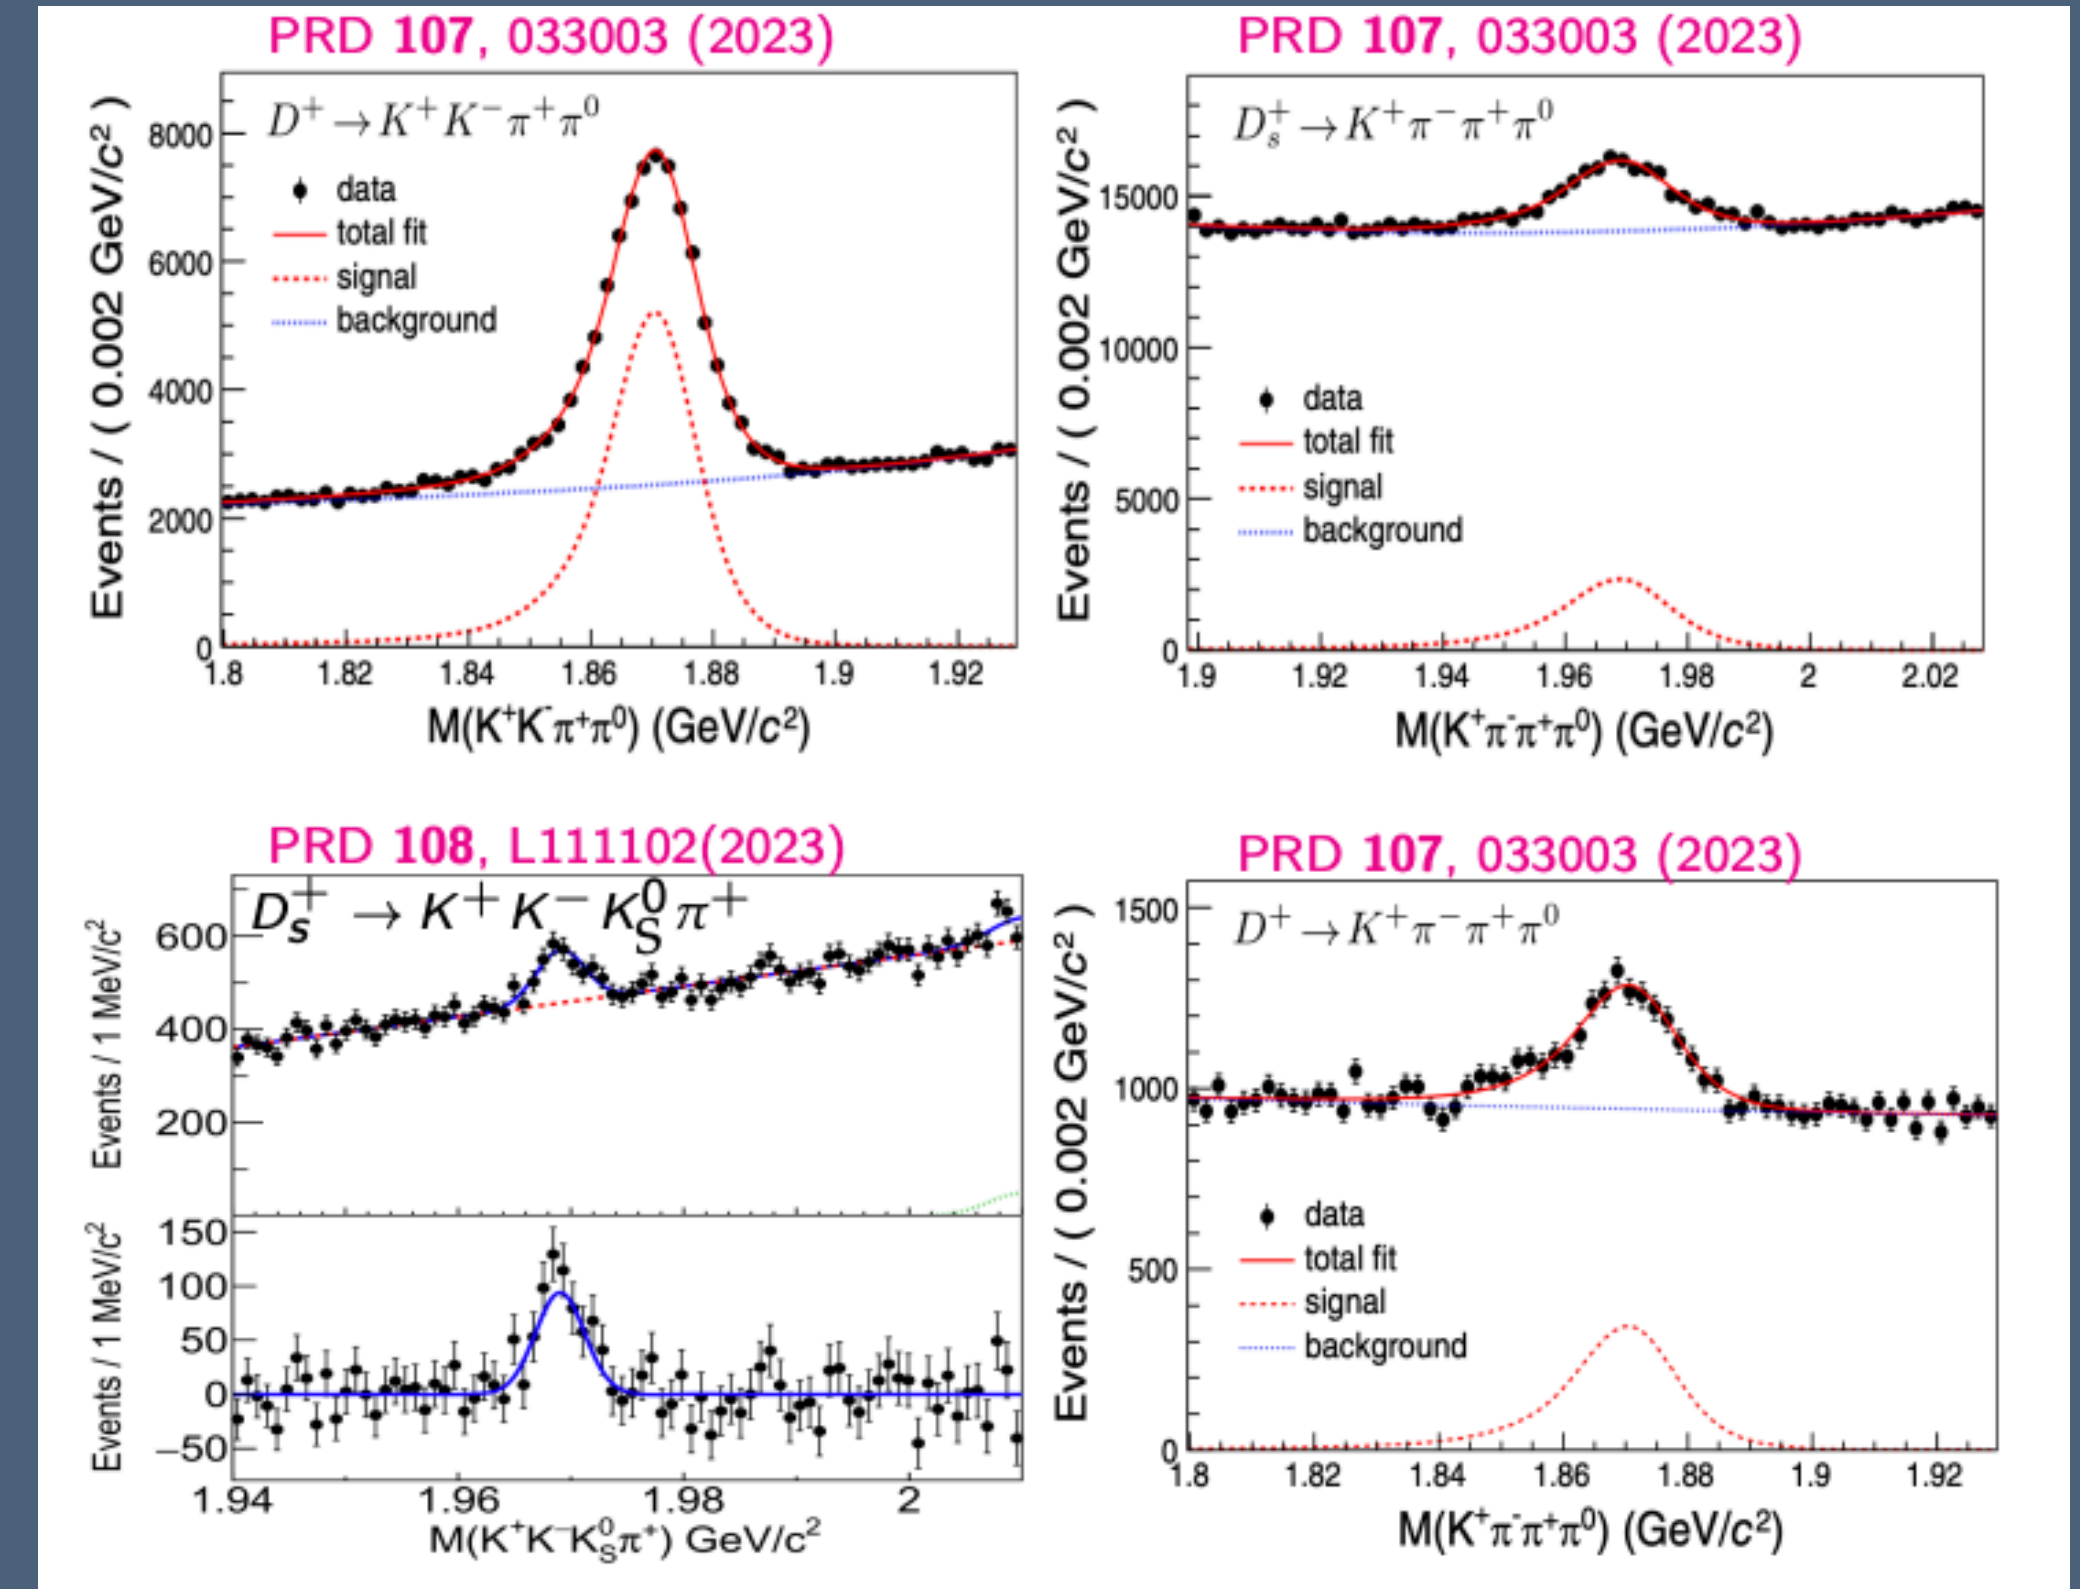 PRD 107, 033003 (2023)
D⁺ → K⁺K⁻π⁺π⁰
data
total fit
signal
background
Events / ( 0.002 GeV/c² )
8000
6000
4000
2000
0
1.8 1.82 1.84 1.86 1.88 1.9 1.92
M(K⁺K⁻π⁺π⁰) (GeV/c²)
PRD 107, 033003 (2023)
Dₛ⁺ → K⁺π⁻π⁺π⁰
data
total fit
signal
background
Events / ( 0.002 GeV/c² )
15000
10000
5000
0
1.9 1.92 1.94 1.96 1.98 2 2.02
M(K⁺π⁻π⁺π⁰) (GeV/c²)
PRD 108, L111102(2023)
Dₛ⁺ → K⁺ K⁻ K_S⁰ π⁺
Events / 1 MeV/c²
600
400
200
Events / 1 MeV/c²
150
100
50
0
−50
1.94 1.96 1.98 2
M(K⁺K⁻K_S⁰π⁺) GeV/c²
PRD 107, 033003 (2023)
D⁺ → K⁺π⁻π⁺π⁰
data
total fit
signal
background
Events / ( 0.002 GeV/c² )
1500
1000
500
0
1.8 1.82 1.84 1.86 1.88 1.9 1.92
M(K⁺π⁻π⁺π⁰) (GeV/c²)